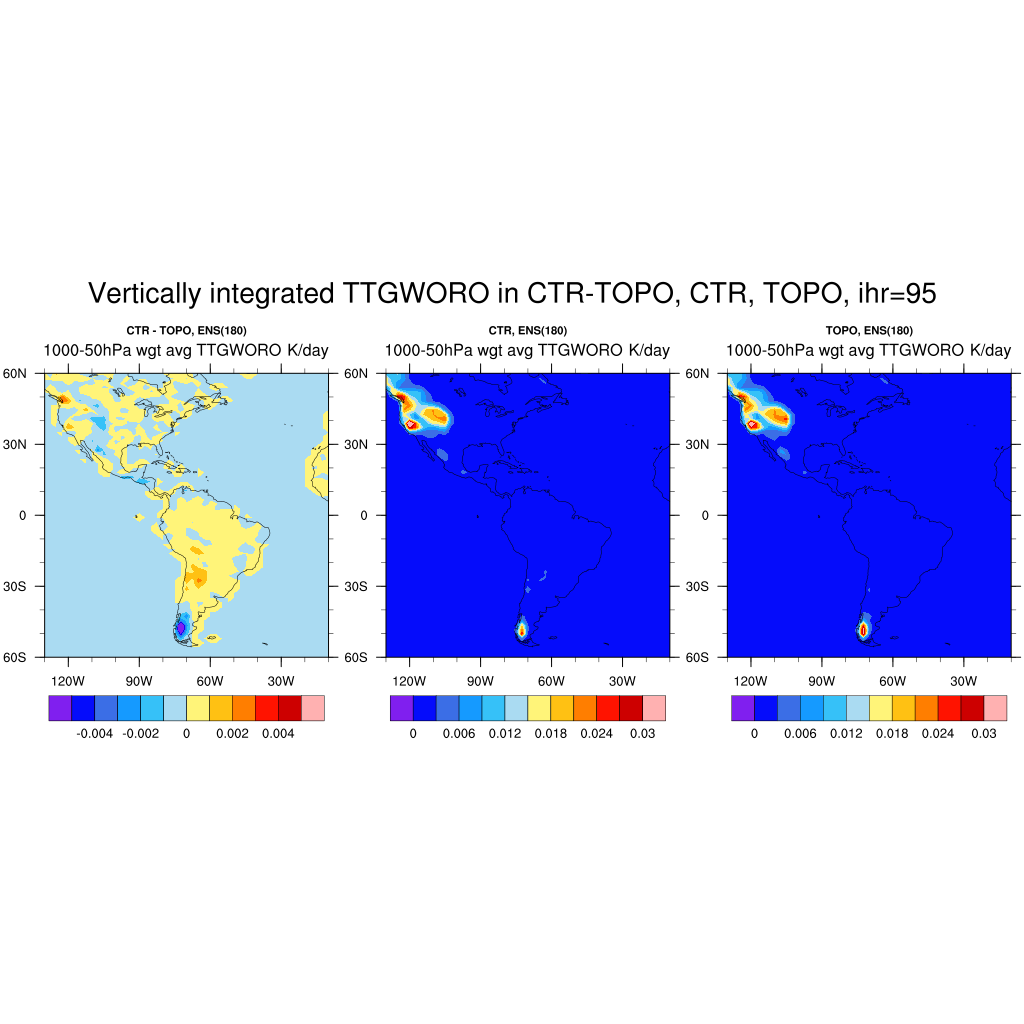 Vertically integrated TTGWORO in CTR-TOPO, CTR, TOPO, ihr=95
CTR - TOPO, ENS(180)
1000-50hPa wgt avg TTGWORO K/day
60N
30N
0
30S
60S
120W 90W 60W 30W
-0.004 -0.002 0 0.002 0.004
CTR, ENS(180)
1000-50hPa wgt avg TTGWORO K/day
60N
30N
0
30S
60S
120W 90W 60W 30W
0 0.006 0.012 0.018 0.024 0.03
TOPO, ENS(180)
1000-50hPa wgt avg TTGWORO K/day
60N
30N
0
30S
60S
120W 90W 60W 30W
0 0.006 0.012 0.018 0.024 0.03